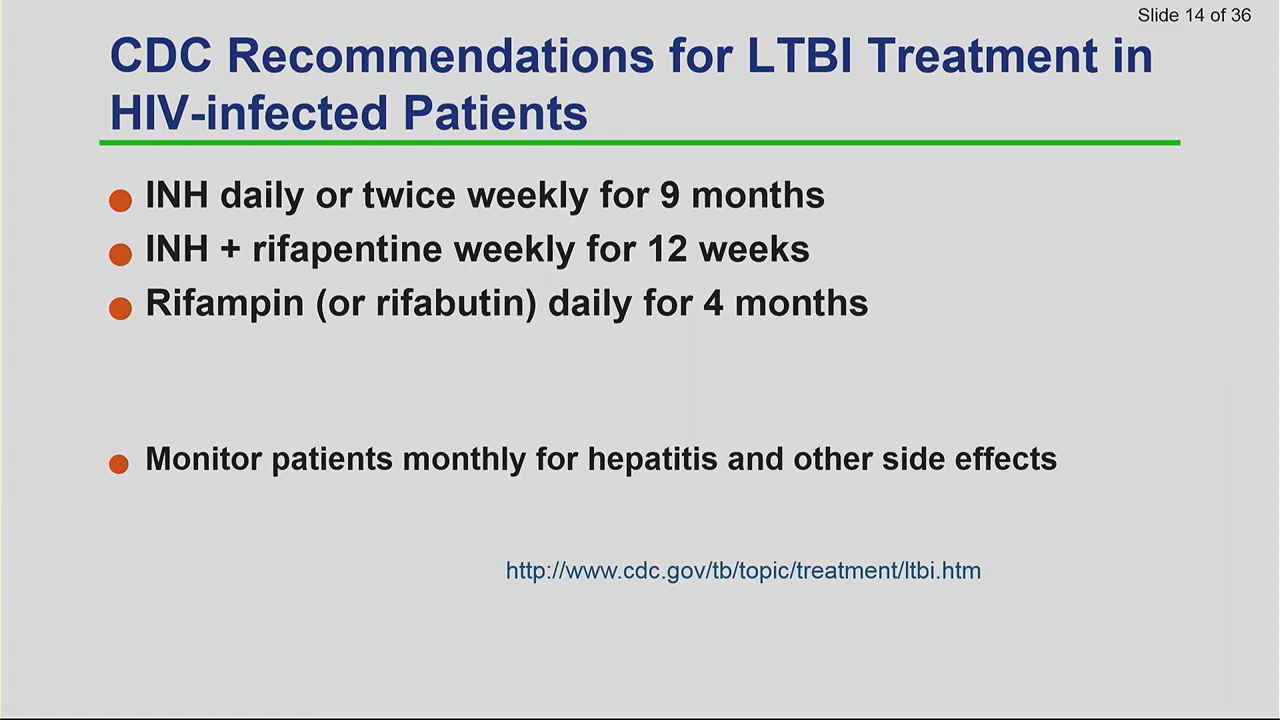 Slide 14 of 36
CDC Recommendations for LTBI Treatment in
HIV-infected Patients
INH daily or twice weekly for 9 months
INH + rifapentine weekly for 12 weeks
Rifampin (or rifabutin) daily for 4 months
Monitor patients monthly for hepatitis and other side effects
http://www.cdc.gov/tb/topic/treatment/ltbi.htm